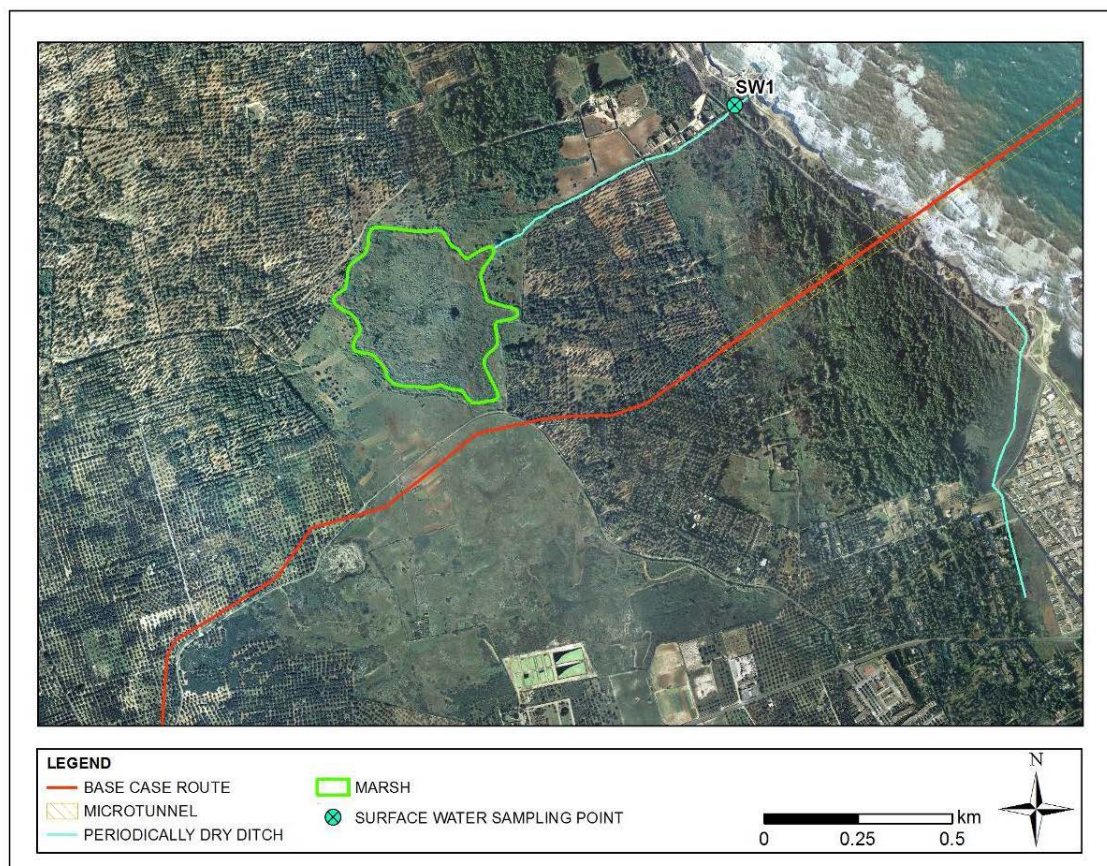 SW1
LEGEND
BASE CASE ROUTE
MICROTUNNEL
PERIODICALLY DRY DITCH
MARSH
SURFACE WATER SAMPLING POINT
km
0 0.25 0.5
N